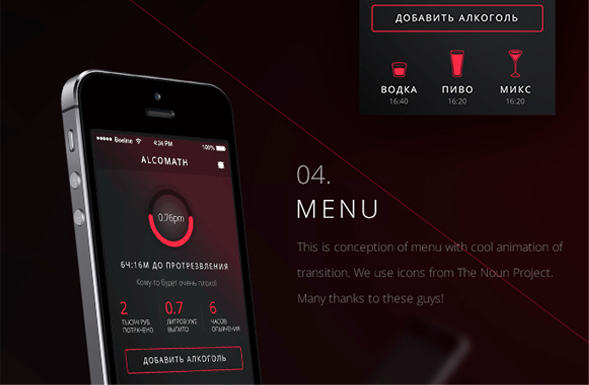 ДОБАВИТЬ АЛКОГОЛЬ
ВОДКА ПИВО МИКС
16:40 16:20 16:20
Beeline 4:34 PM 100%
ALCOMATH
0.76pm
6Ч:16М ДО ПРОТРЕЗВЛЕНИЯ
Кому то будет очень плохо!
2 0.7 6
ТЫСЯЧ РУБ. ЛИТРОВ УЖЕ ЧАСОВ
ПОТРАЧЕНО ВЫПИТО ОПЬЯНЕНИЯ
ДОБАВИТЬ АЛКОГОЛЬ
04.
MENU
This is conception of menu with cool animation of
transition. We use icons from The Noun Project.
Many thanks to these guys!